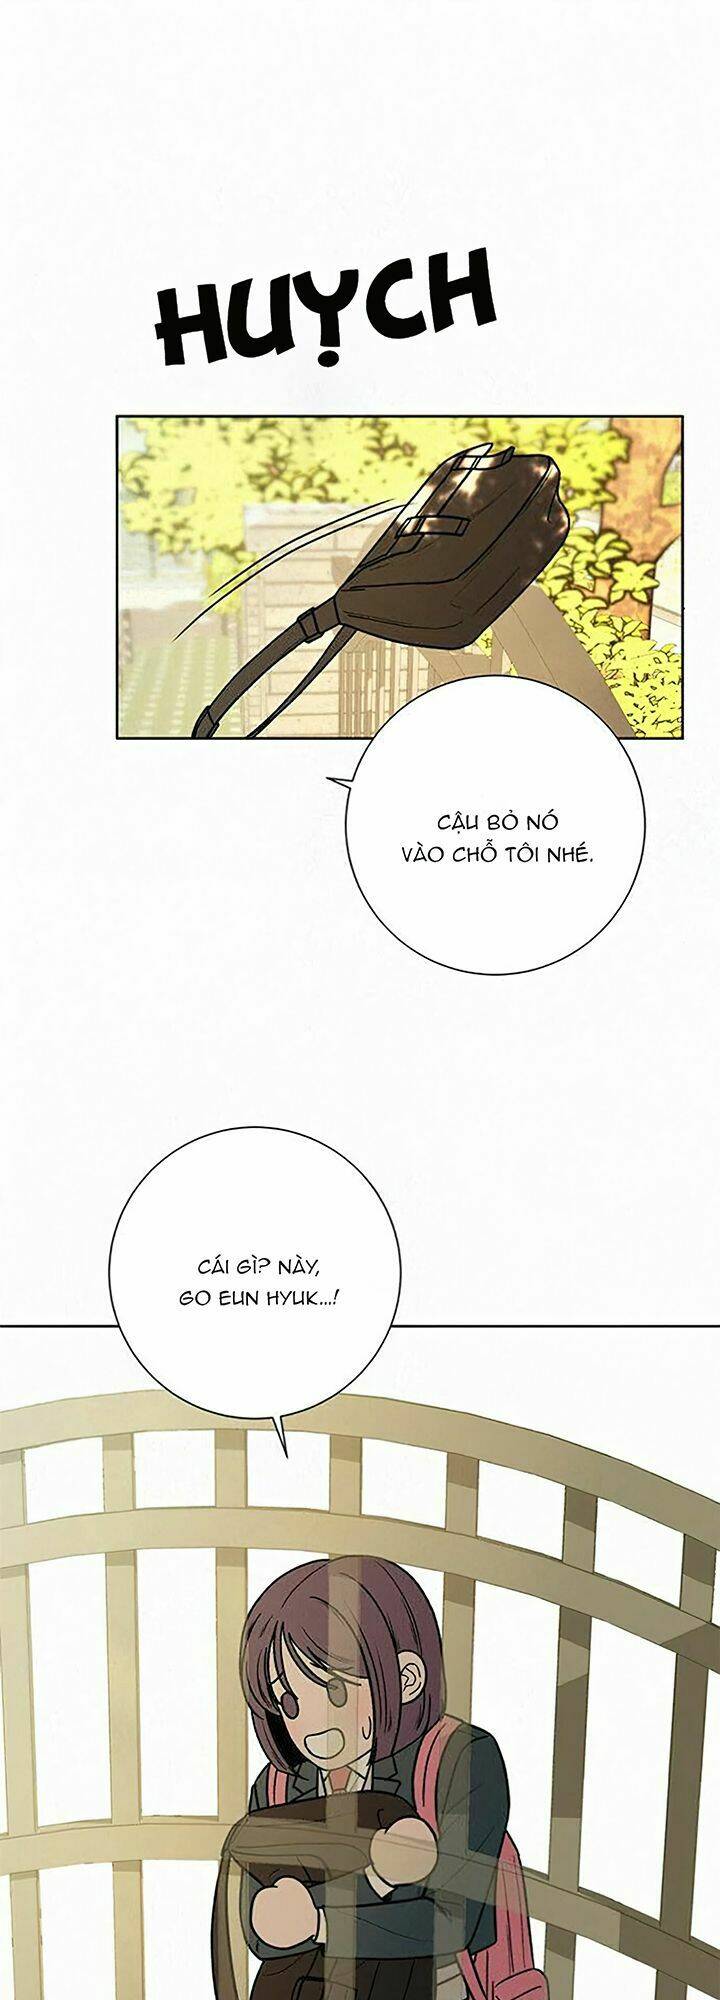 HUỴCH
CẬU BỎ NÓ
VÀO CHỖ TÔI NHÉ.
CÁI GÌ? NÀY,
GO EUN HYUK...!